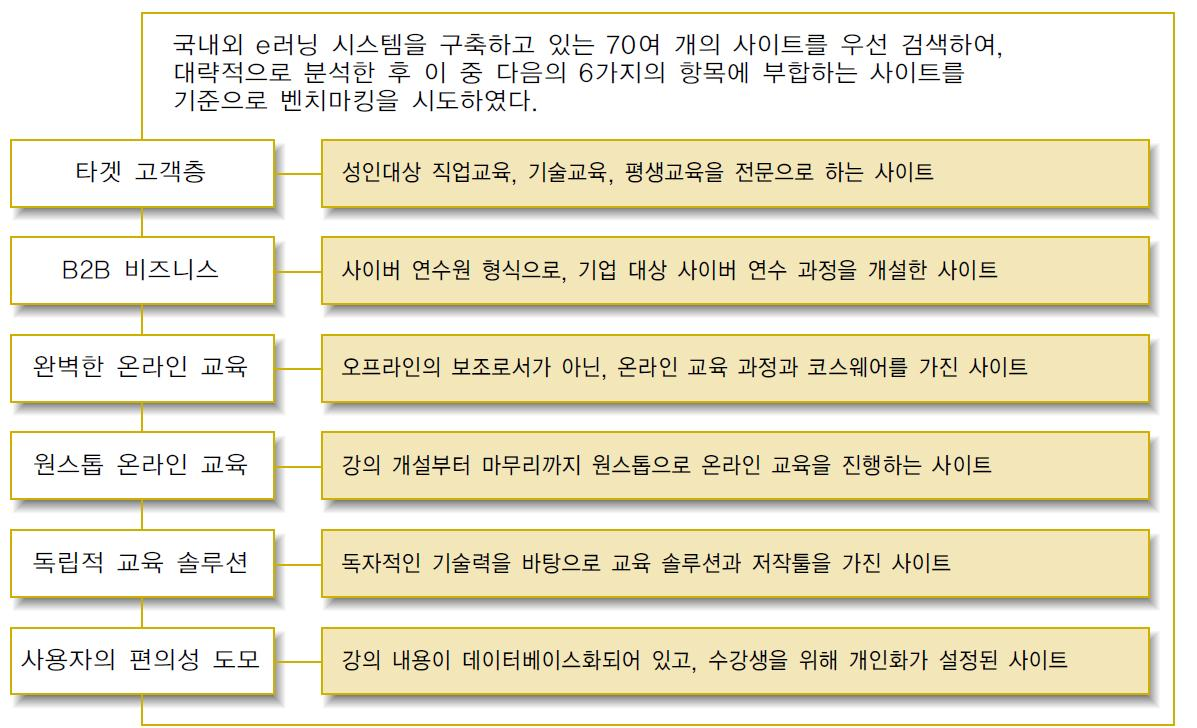 국내외 e러닝 시스템을 구축하고 있는 70여 개의 사이트를 우선 검색하여,
대략적으로 분석한 후 이 중 다음의 6가지의 항목에 부합하는 사이트를
기준으로 벤치마킹을 시도하였다.
타겟 고객층
성인대상 직업교육, 기술교육, 평생교육을 전문으로 하는 사이트
B2B 비즈니스
사이버 연수원 형식으로, 기업 대상 사이버 연수 과정을 개설한 사이트
완벽한 온라인 교육
오프라인의 보조로서가 아닌, 온라인 교육 과정과 코스웨어를 가진 사이트
원스톱 온라인 교육
강의 개설부터 마무리까지 원스톱으로 온라인 교육을 진행하는 사이트
독립적 교육 솔루션
독자적인 기술력을 바탕으로 교육 솔루션과 저작툴을 가진 사이트
사용자의 편의성 도모
강의 내용이 데이터베이스화되어 있고, 수강생을 위해 개인화가 설정된 사이트